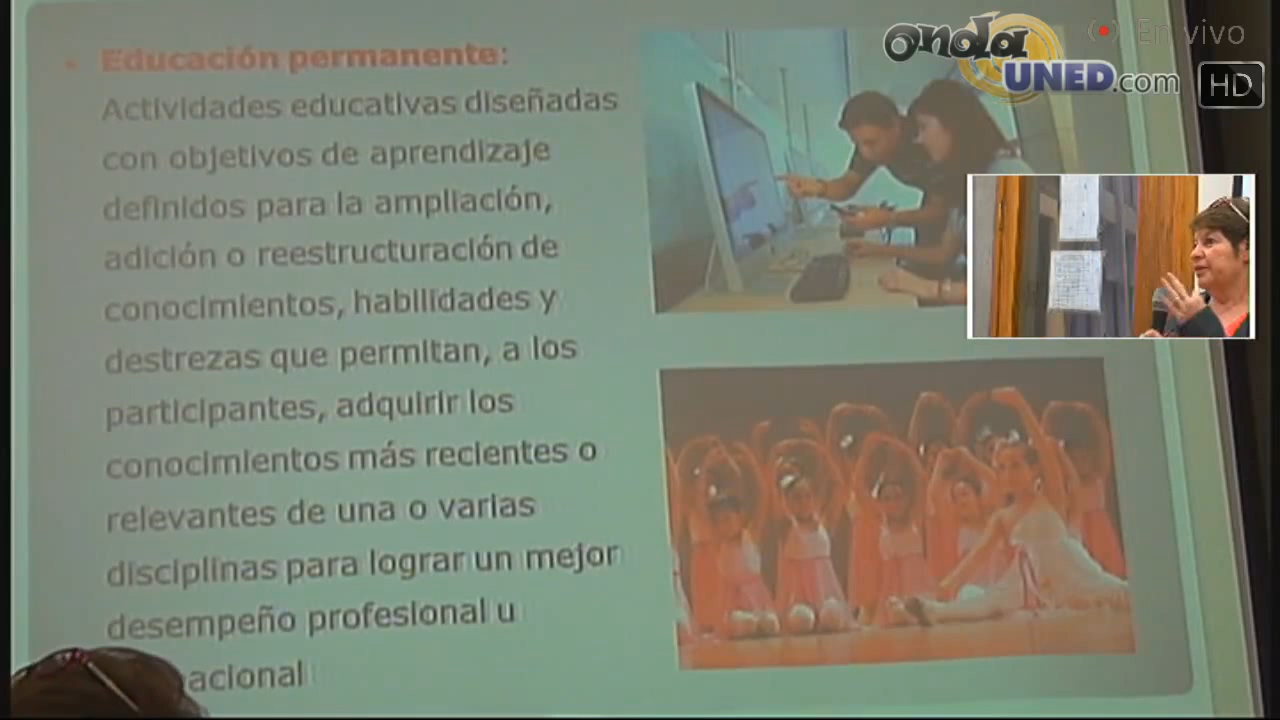 Educación permanente:
Actividades educativas diseñadas
con objetivos de aprendizaje
definidos para la ampliación,
adición o reestructuración de
conocimientos, habilidades y
destrezas que permitan, a los
participantes, adquirir los
conocimientos más recientes o
relevantes de una o varias
disciplinas para lograr un mejor
desempeño profesional u
onda
UNED.com
En vivo
HD